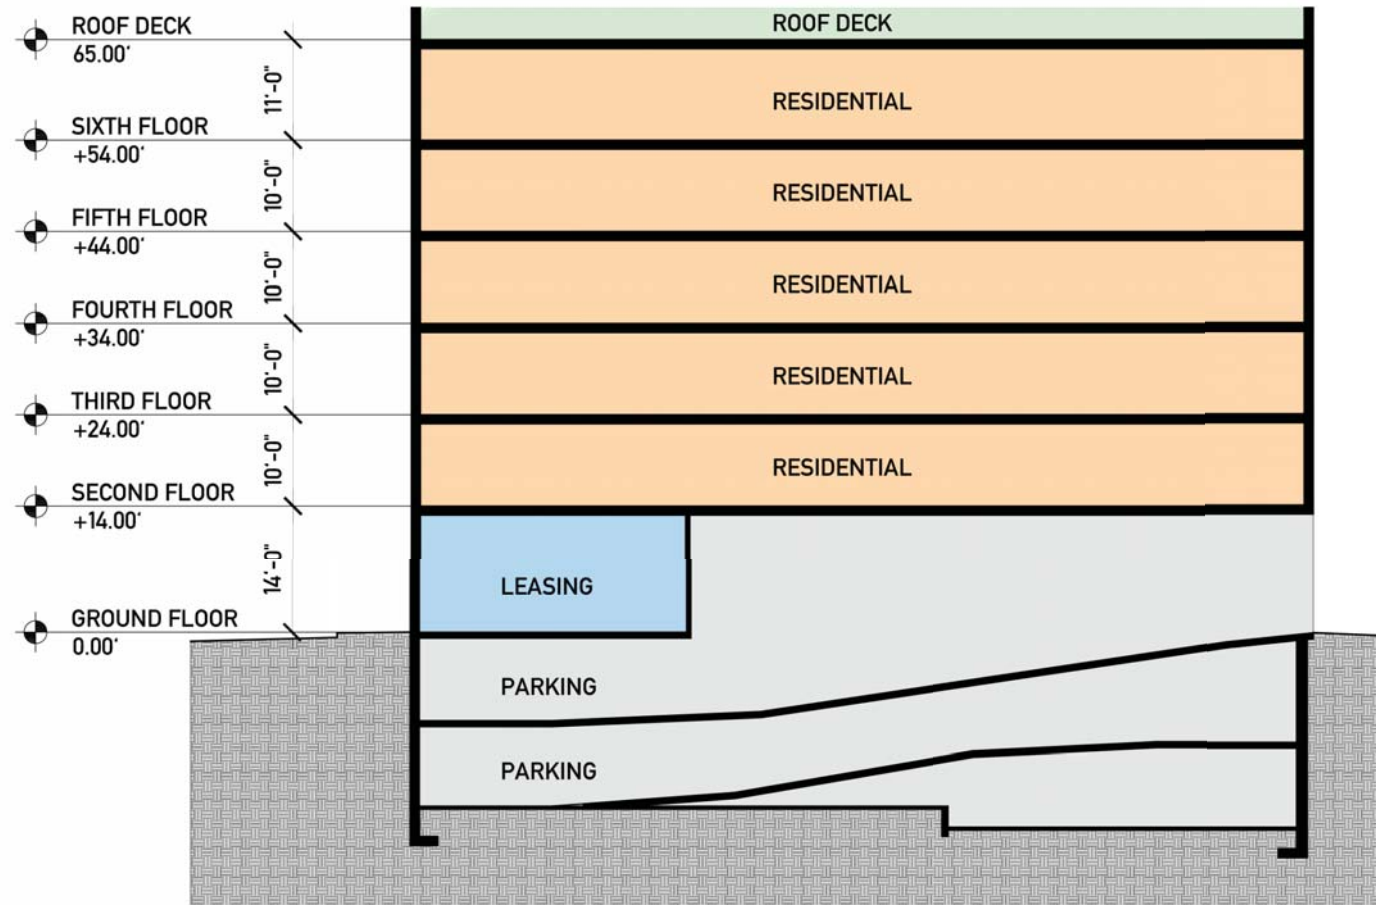 ROOF DECK
65.00'
ROOF DECK
11'-0"
RESIDENTIAL
SIXTH FLOOR
+54.00'
10'-0"
RESIDENTIAL
FIFTH FLOOR
+44.00'
10'-0"
RESIDENTIAL
FOURTH FLOOR
+34.00'
10'-0"
RESIDENTIAL
THIRD FLOOR
+24.00'
10'-0"
RESIDENTIAL
SECOND FLOOR
+14.00'
14'-0"
LEASING
GROUND FLOOR
0.00'
PARKING
PARKING